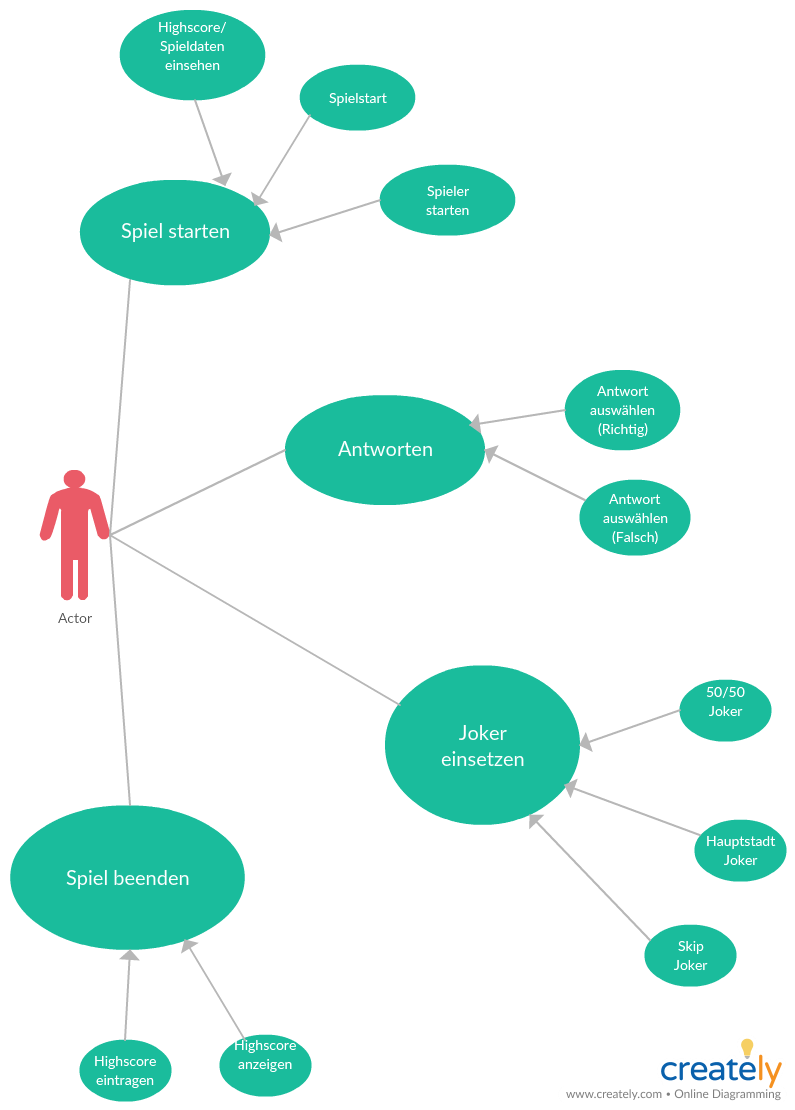 Highscore/
Spieldaten
einsehen
Spielstart
Spieler
starten
Spiel starten
Antwort
auswählen
(Richtig)
Antworten
Antwort
auswählen
(Falsch)
Actor
50/50
Joker
Joker
einsetzen
Hauptstadt
Joker
Spiel beenden
Skip
Joker
Highscore
anzeigen
Highscore
eintragen
creately
www.creately.com • Online Diagramming